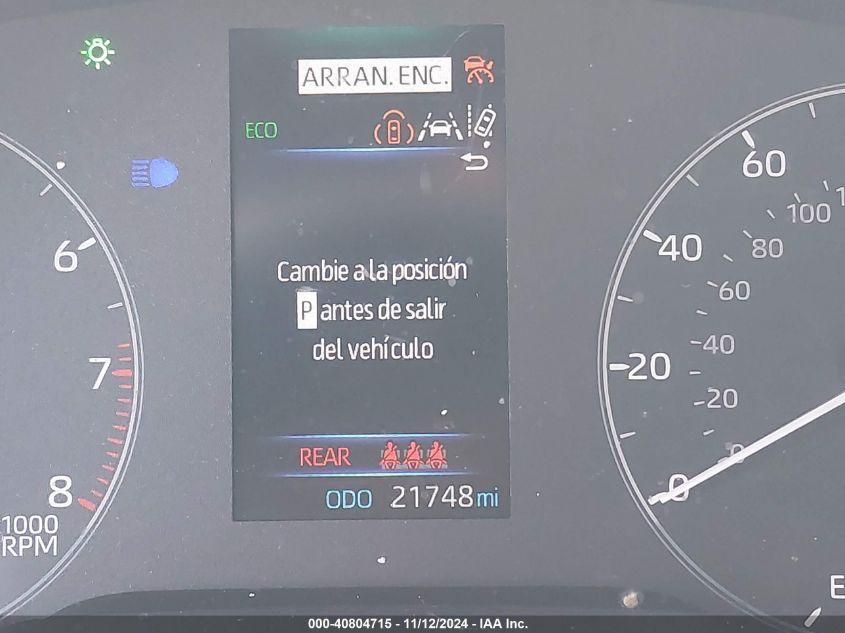 ARRAN. ENC.
ECO
Cambie a la posición
P antes de salir
del vehículo
REAR
ODO 21748 mi
6
7
8
1000
RPM
60
40
20
0
100
80
60
40
20
0
E
000-40804715 - 11/12/2024 - IAA Inc.